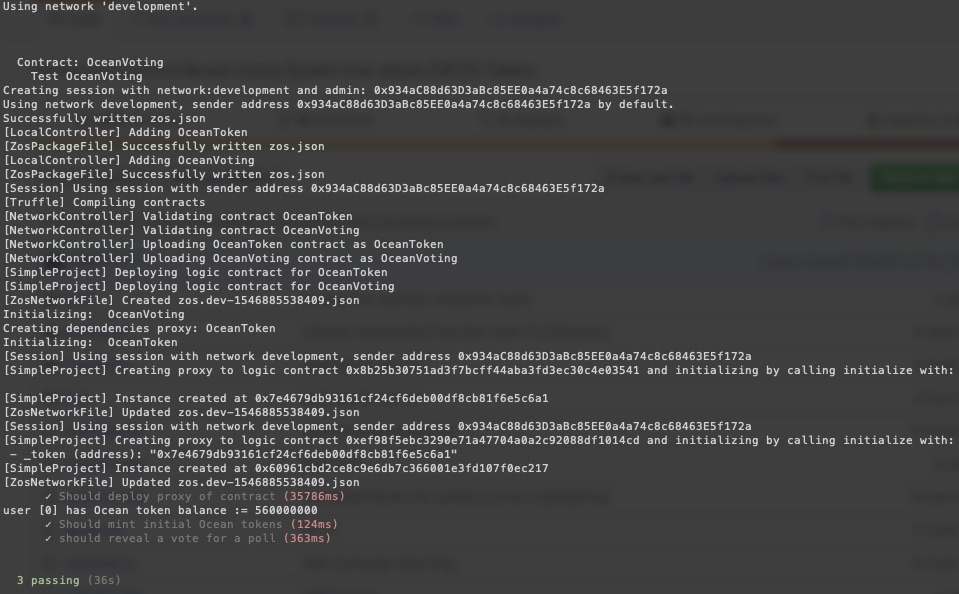 Using network 'development'.
Contract: OceanVoting
Test OceanVoting
Creating session with network:development and admin: 0x934aC88d63D3aBc85EE0a4a74c8c68463E5f172a
Using network development, sender address 0x934aC88d63D3aBc85EE0a4a74c8c68463E5f172a by default.
Successfully written zos.json
[LocalController] Adding OceanToken
[ZosPackageFile] Successfully written zos.json
[LocalController] Adding OceanVoting
[ZosPackageFile] Successfully written zos.json
[Session] Using session with sender address 0x934aC88d63D3aBc85EE0a4a74c8c68463E5f172a
[Truffle] Compiling contracts
[NetworkController] Validating contract OceanToken
[NetworkController] Validating contract OceanVoting
[NetworkController] Uploading OceanToken contract as OceanToken
[NetworkController] Uploading OceanVoting contract as OceanVoting
[SimpleProject] Deploying logic contract for OceanToken
[SimpleProject] Deploying logic contract for OceanVoting
[ZosNetworkFile] Created zos.dev-1546885538409.json
Initializing:  OceanVoting
Creating dependencies proxy: OceanToken
Initializing:  OceanToken
[Session] Using session with network development, sender address 0x934aC88d63D3aBc85EE0a4a74c8c68463E5f172a
[SimpleProject] Creating proxy to logic contract 0x8b25b30751ad3f7bcff44aba3fd3ec30c4e03541 and initializing by calling initialize with:
[SimpleProject] Instance created at 0x7e4679db93161cf24cf6deb00df8cb81f6e5c6a1
[ZosNetworkFile] Updated zos.dev-1546885538409.json
[Session] Using session with network development, sender address 0x934aC88d63D3aBc85EE0a4a74c8c68463E5f172a
[SimpleProject] Creating proxy to logic contract 0xef98f5ebc3290e71a47704a0a2c92088df1014cd and initializing by calling initialize with:
– _token (address): "0x7e4679db93161cf24cf6deb00df8cb81f6e5c6a1"
[SimpleProject] Instance created at 0x60961cbd2ce8c9e6db7c366001e3fd107f0ec217
[ZosNetworkFile] Updated zos.dev-1546885538409.json
✓ Should deploy proxy of contract (35786ms)
user [0] has Ocean token balance := 560000000
✓ Should mint initial Ocean tokens (124ms)
✓ should reveal a vote for a poll (363ms)
3 passing (36s)